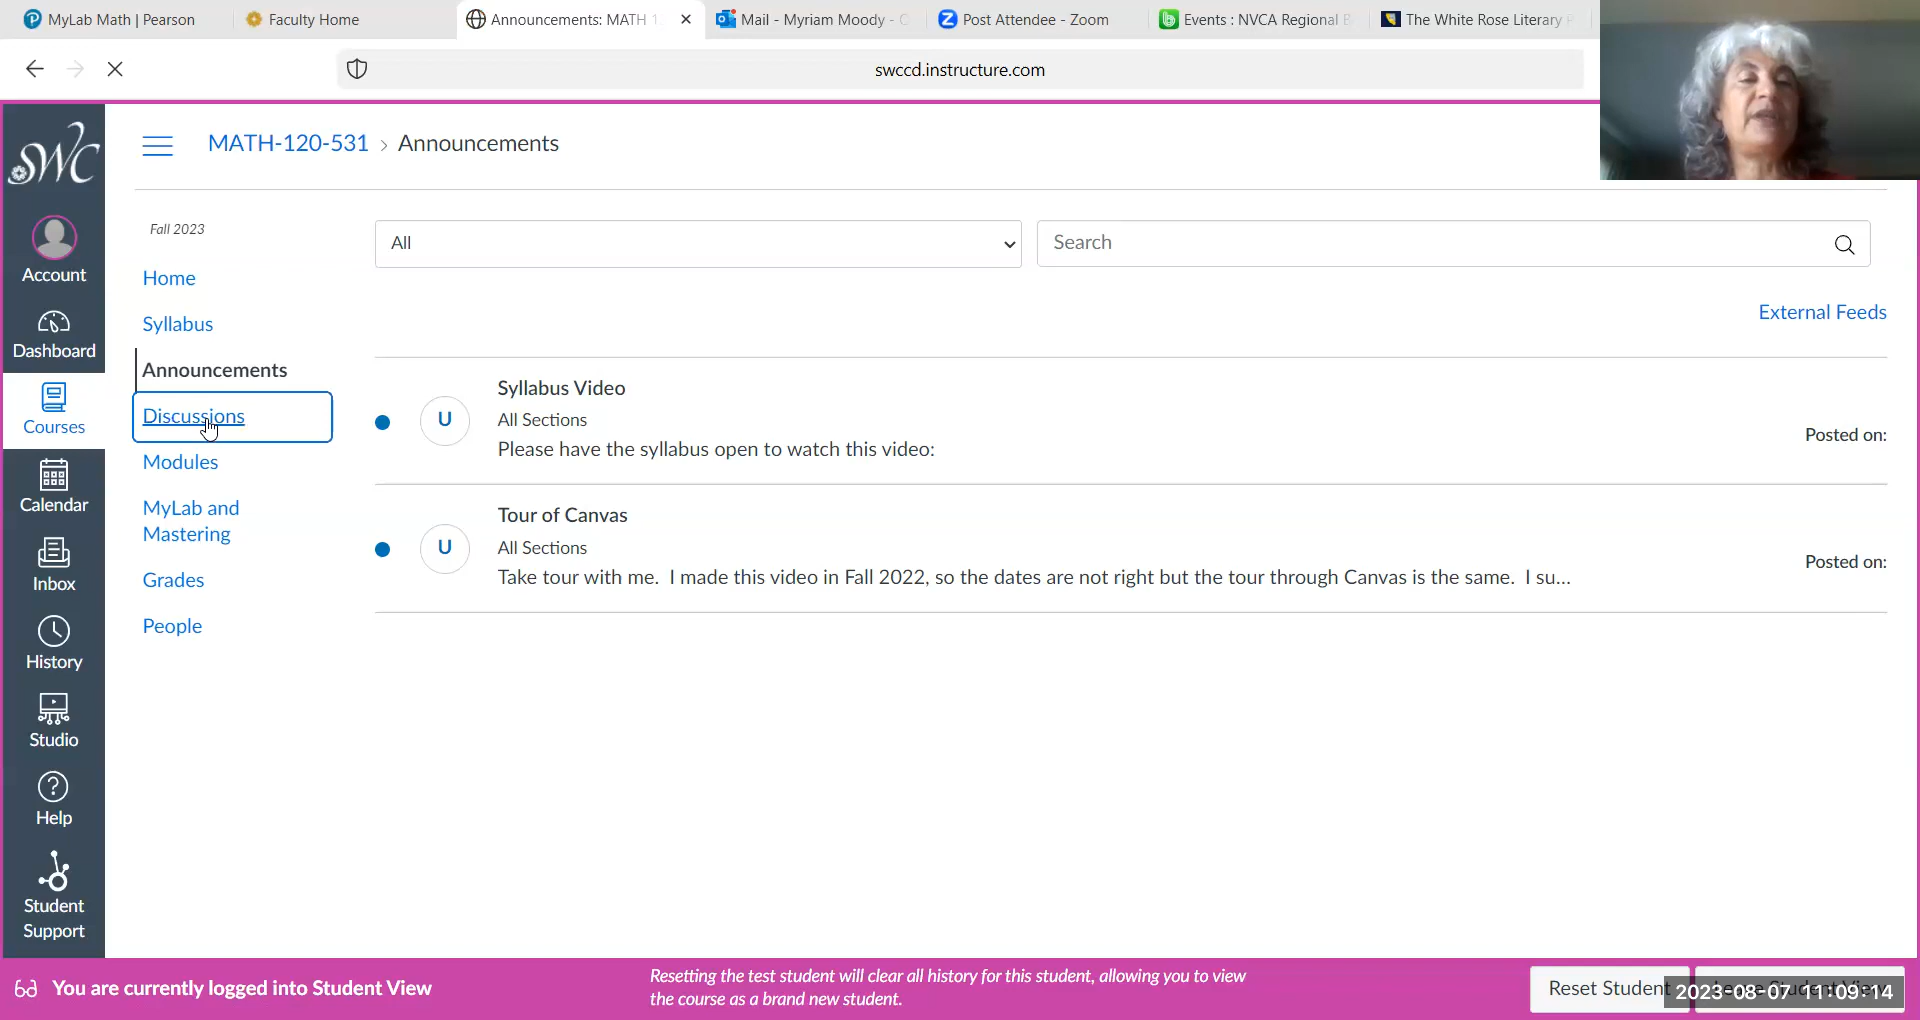 MyLab Math | Pearson
Faculty Home
Announcements: MATH 1
Mail - Myriam Moody -
Post Attendee - Zoom
Events : NVCA Regional
The White Rose Literary
swccd.instructure.com
SWC
MATH-120-531 › Announcements
Fall 2023
All
Search
External Feeds
Account
Dashboard
Courses
Calendar
Inbox
History
Studio
Help
Student
Support
Home
Syllabus
Announcements
Discussions
Modules
MyLab and
Mastering
Grades
People
U
Syllabus Video
All Sections
Please have the syllabus open to watch this video:
Posted on:
U
Tour of Canvas
All Sections
Take tour with me. I made this video in Fall 2022, so the dates are not right but the tour through Canvas is the same. I su...
Posted on:
You are currently logged into Student View
Resetting the test student will clear all history for this student, allowing you to view
the course as a brand new student.
Reset Student
2023-08-07 11:09:14